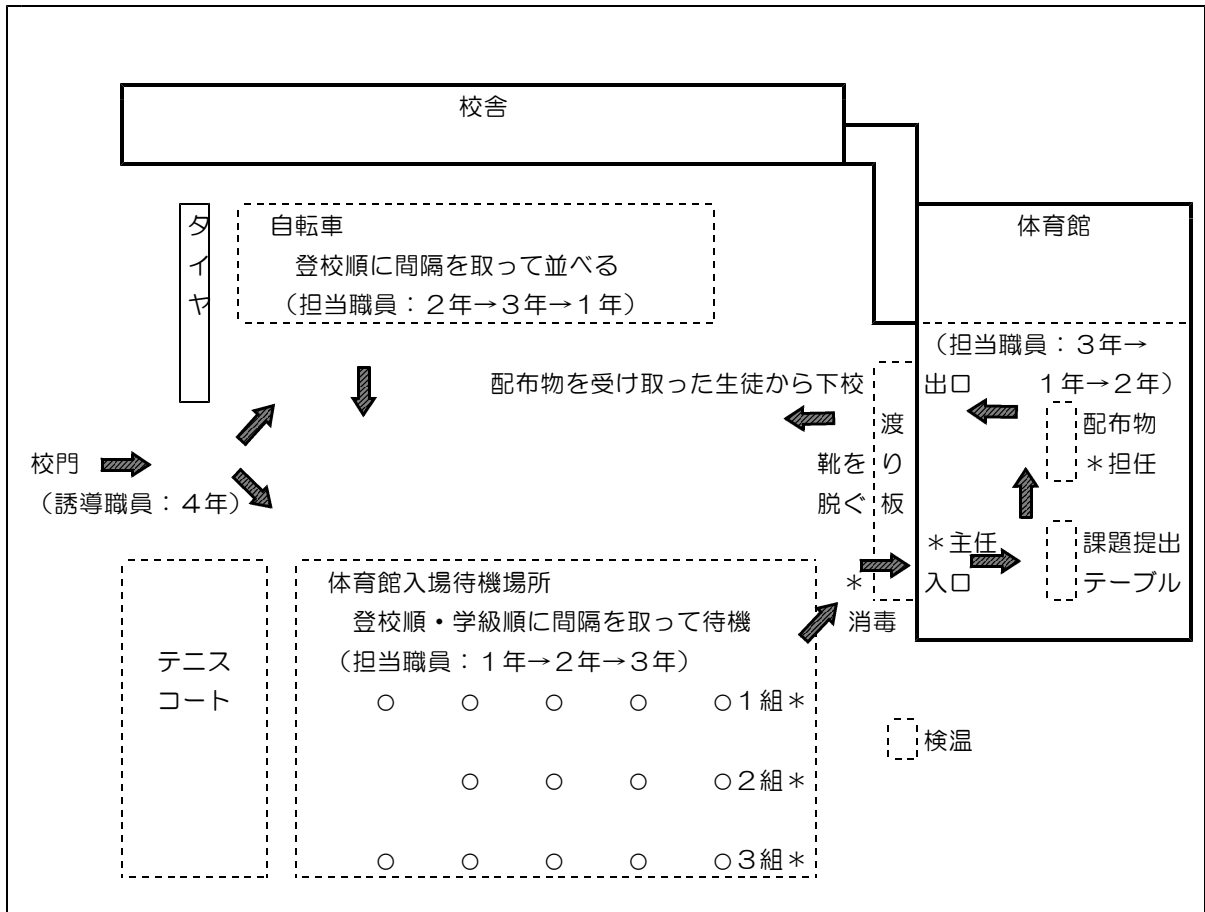 校舎
タイヤ
自転車
登校順に間隔を取って並べる
（担当職員：２年→３年→１年）
体育館
（担当職員：３年→
１年→２年）
配布物を受け取った生徒から下校
出口
配布物
＊担任
渡り板
靴を
脱ぐ
校門
（誘導職員：４年）
＊主任
入口
課題提出
テーブル
＊
消毒
体育館入場待機場所
登校順・学級順に間隔を取って待機
（担当職員：１年→２年→３年）
テニス
コート
○ ○ ○ ○ ○１組＊
○ ○ ○ ○２組＊
○ ○ ○ ○ ○３組＊
検温